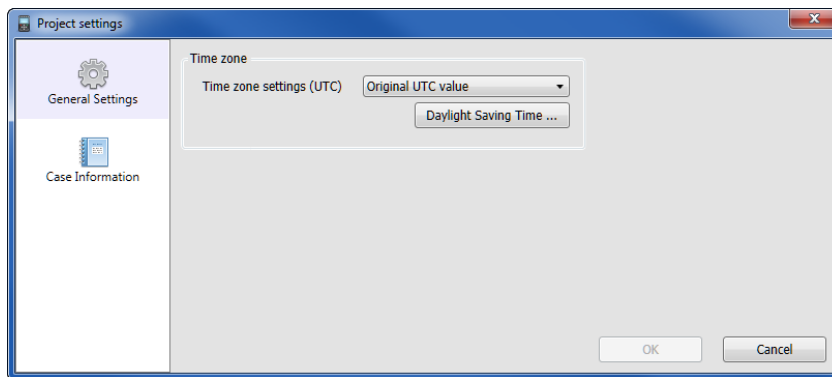 Project settings
General Settings
Case Information
Time zone
Time zone settings (UTC) Original UTC value
Daylight Saving Time ...
OK Cancel